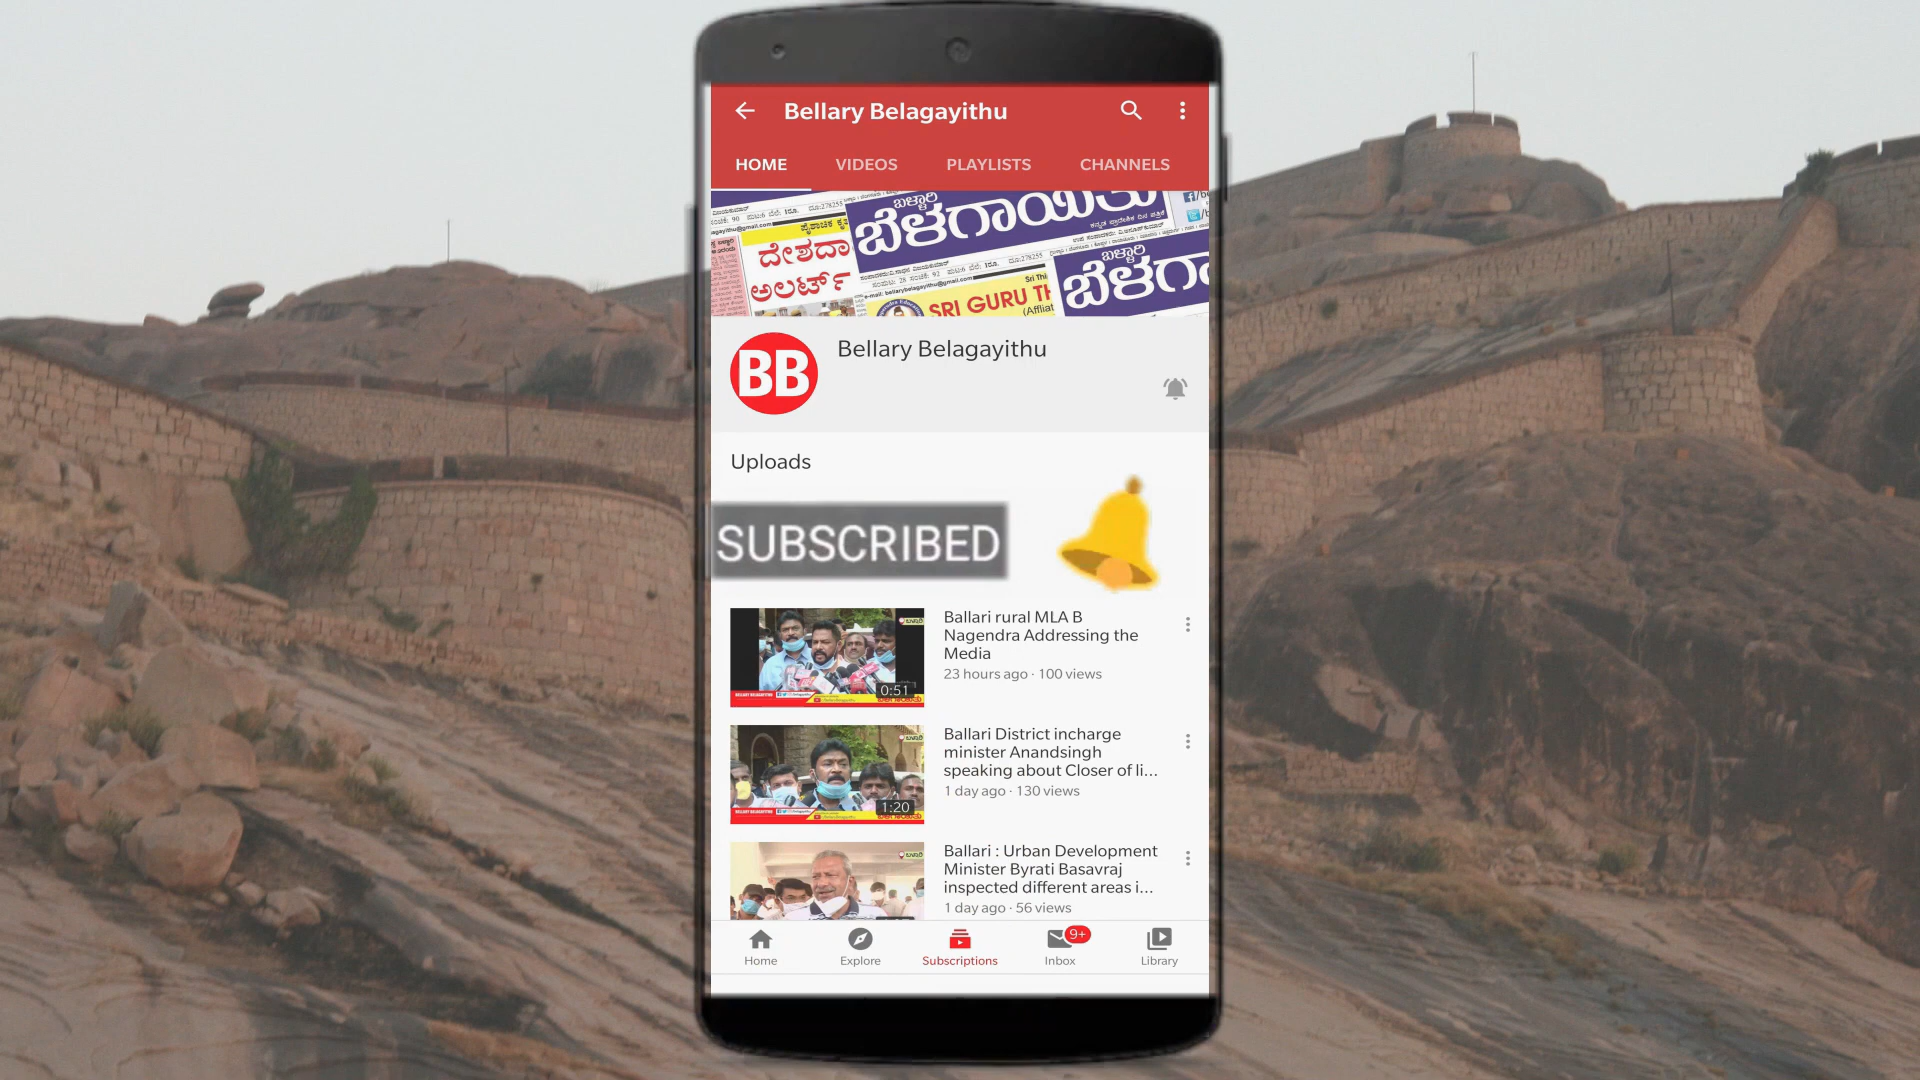 Bellary Belagayithu
HOME VIDEOS PLAYLISTS CHANNELS
ಬಳ್ಳಾರಿ
ಬೆಳಗಾಯಿತು
ದೇಶದಾ
ಅಲರ್ಟ್
ಬಳ್ಳಾರಿ
ಬೆಳಗಾ
SRI GURU TH
(Affliat
BB
Bellary Belagayithu
Uploads
SUBSCRIBED
Ballari rural MLA B
Nagendra Addressing the
Media
23 hours ago · 100 views
0:51
Ballari District incharge
minister Anandsingh
speaking about Closer of li...
1 day ago · 130 views
1:20
Ballari : Urban Development
Minister Byrati Basavraj
inspected different areas i...
1 day ago · 56 views
9+
Home Explore Subscriptions Inbox Library